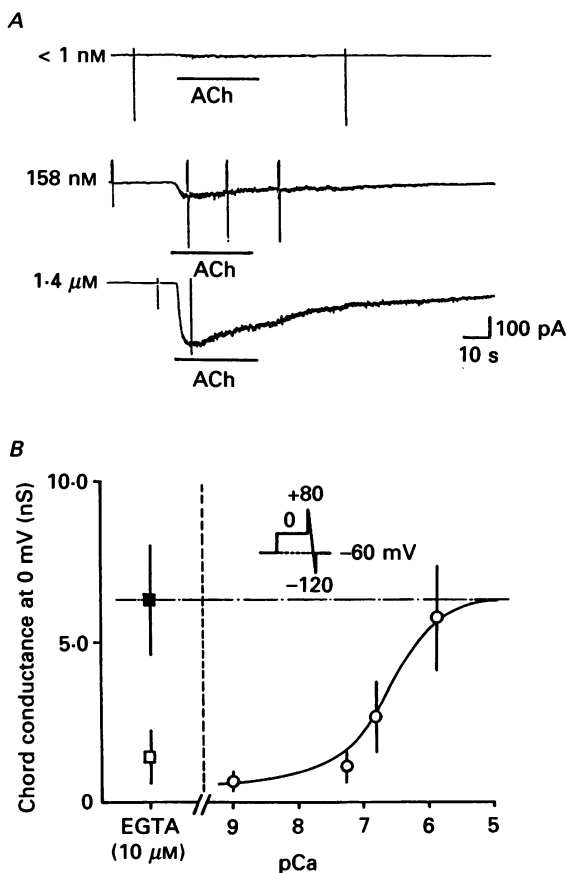 A
< 1 nM
ACh
158 nM
ACh
1·4 μM
ACh
100 pA
10 s
B
Chord conductance at 0 mV (nS)
10·0
5·0
0
+80
0
−60 mV
−120
EGTA
(10 μM)
9 8 7 6 5
pCa